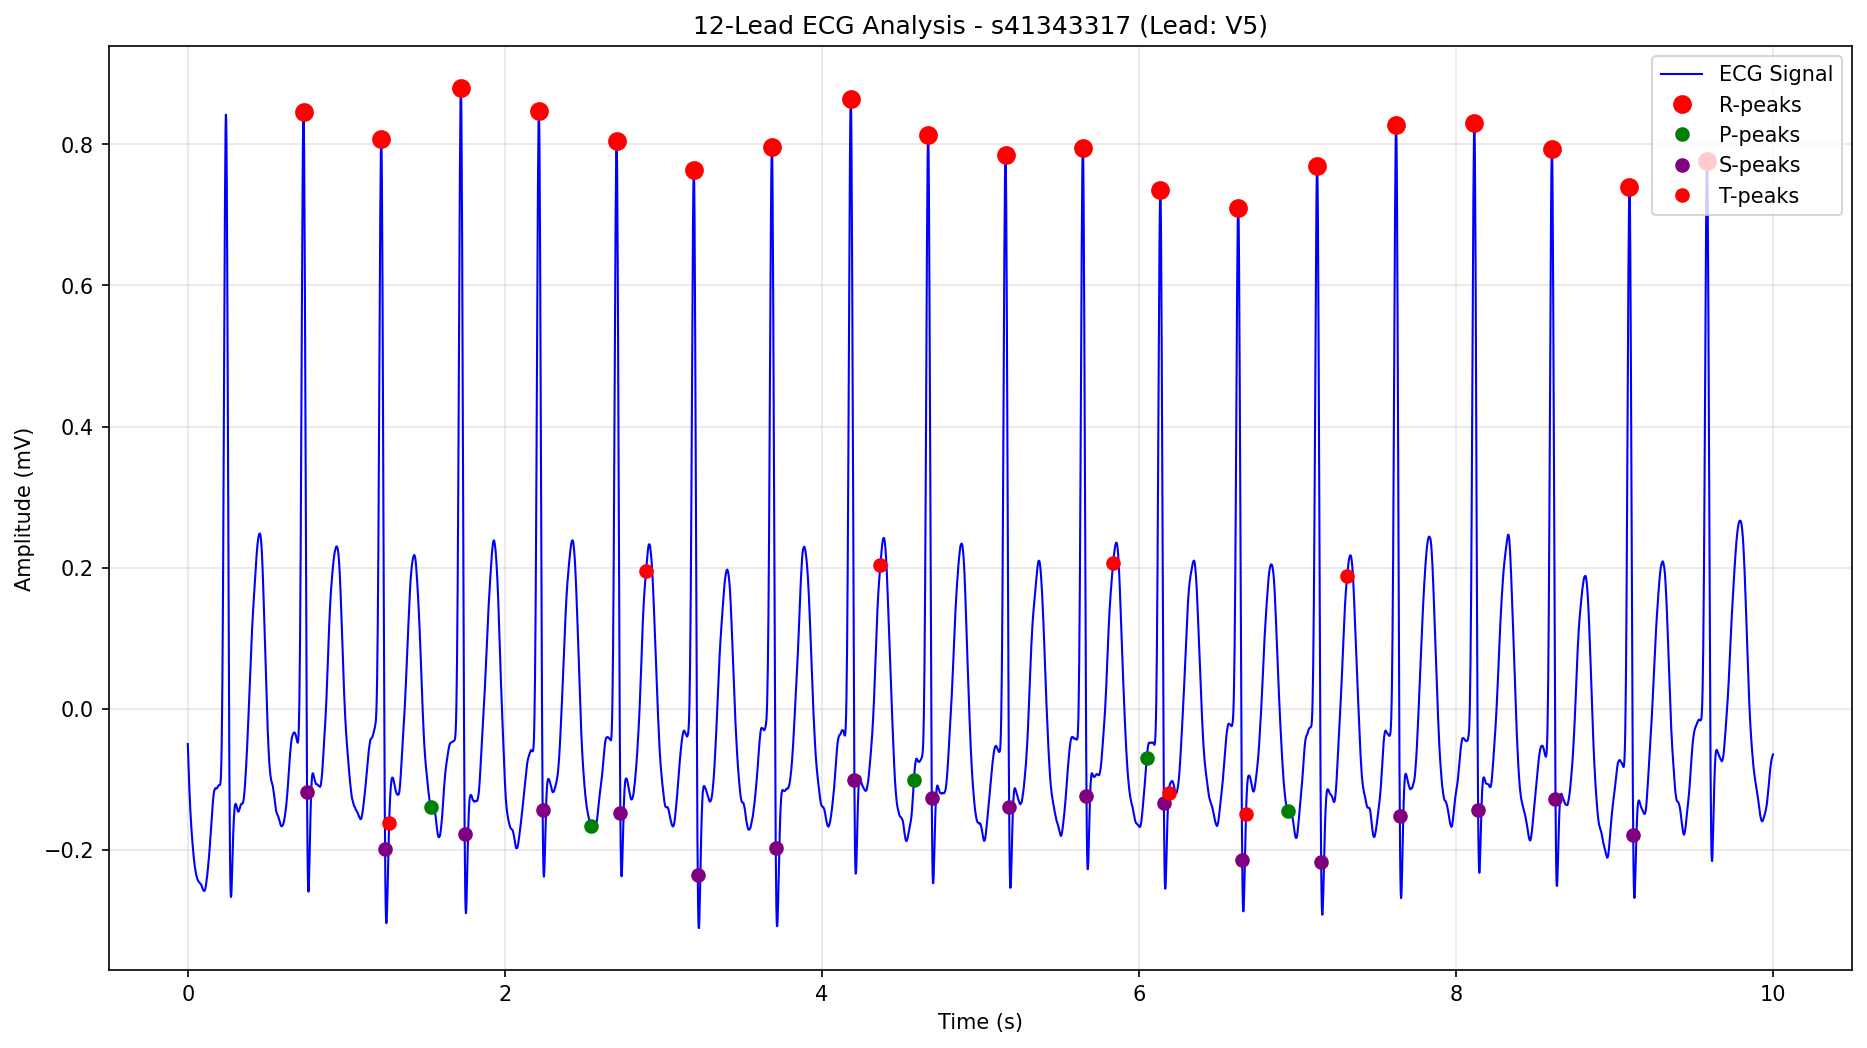 12-Lead ECG Analysis - s41343317 (Lead: V5)
ECG Signal
R-peaks
P-peaks
S-peaks
T-peaks
Amplitude (mV)
0.8
0.6
0.4
0.2
0.0
−0.2
0 2 4 6 8 10
Time (s)